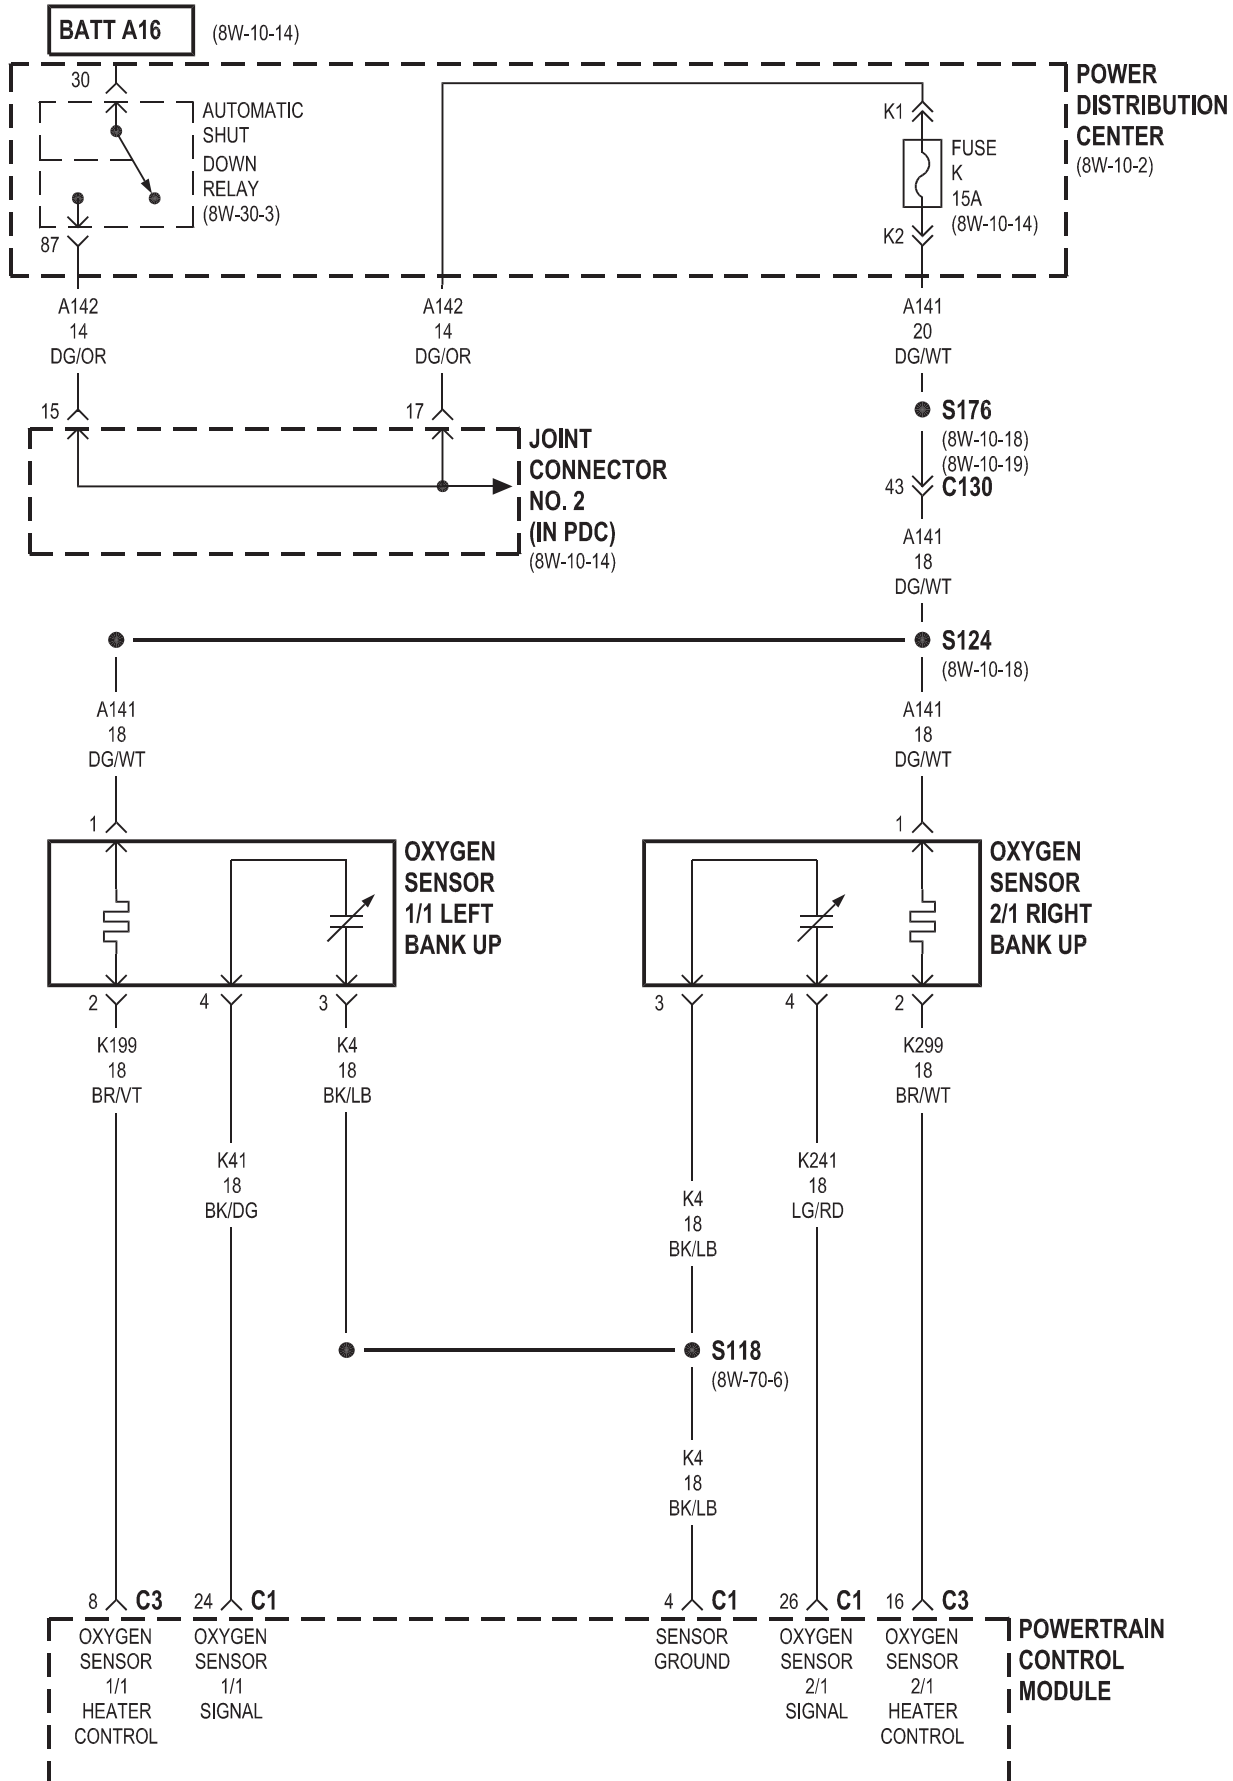 BATT A16
(8W-10-14)
30
AUTOMATIC
SHUT
DOWN
RELAY
(8W-30-3)
87
K1
FUSE
K
15A
(8W-10-14)
K2
POWER
DISTRIBUTION
CENTER
(8W-10-2)
A142
14
DG/OR
A142
14
DG/OR
A141
20
DG/WT
15
17
JOINT
CONNECTOR
NO. 2
(IN PDC)
(8W-10-14)
S176
(8W-10-18)
(8W-10-19)
43
C130
A141
18
DG/WT
S124
(8W-10-18)
A141
18
DG/WT
A141
18
DG/WT
1
OXYGEN
SENSOR
1/1 LEFT
BANK UP
1
OXYGEN
SENSOR
2/1 RIGHT
BANK UP
2
4
3
3
4
2
K199
18
BR/VT
K4
18
BK/LB
K299
18
BR/WT
K41
18
BK/DG
K241
18
LG/RD
K4
18
BK/LB
S118
(8W-70-6)
K4
18
BK/LB
8 C3
24 C1
4 C1
26 C1
16 C3
OXYGEN
SENSOR
1/1
HEATER
CONTROL
OXYGEN
SENSOR
1/1
SIGNAL
SENSOR
GROUND
OXYGEN
SENSOR
2/1
SIGNAL
OXYGEN
SENSOR
2/1
HEATER
CONTROL
POWERTRAIN
CONTROL
MODULE